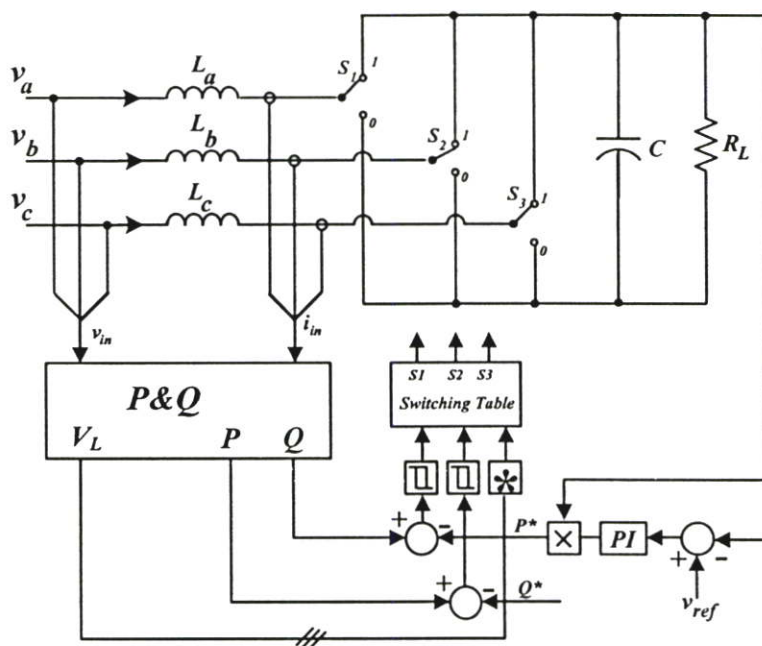 v_a
L_a
S_1
1
0
v_b
L_b
S_2
1
0
v_c
L_c
S_3
1
0
C
R_L
v_in
i_in
P&Q
V_L P Q
S1 S2 S3
Switching Table
*
+ - P* × PI + -
+ - Q*
v_ref